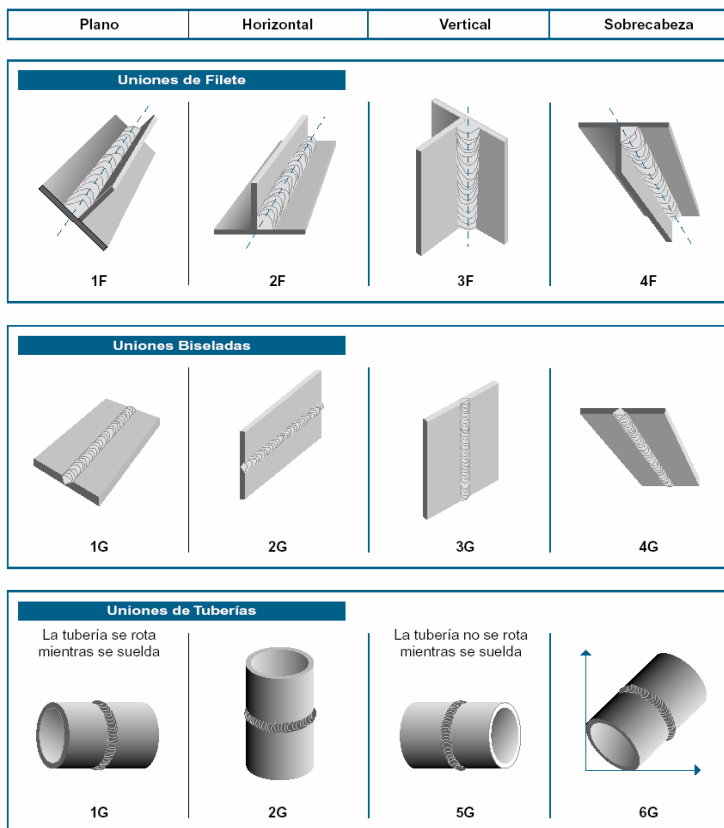 Plano Horizontal Vertical Sobrecabeza
Uniones de Filete
1F 2F 3F 4F
Uniones Biseladas
1G 2G 3G 4G
Uniones de Tuberías
La tubería se rota
mientras se suelda
La tubería no se rota
mientras se suelda
1G 2G 5G 6G